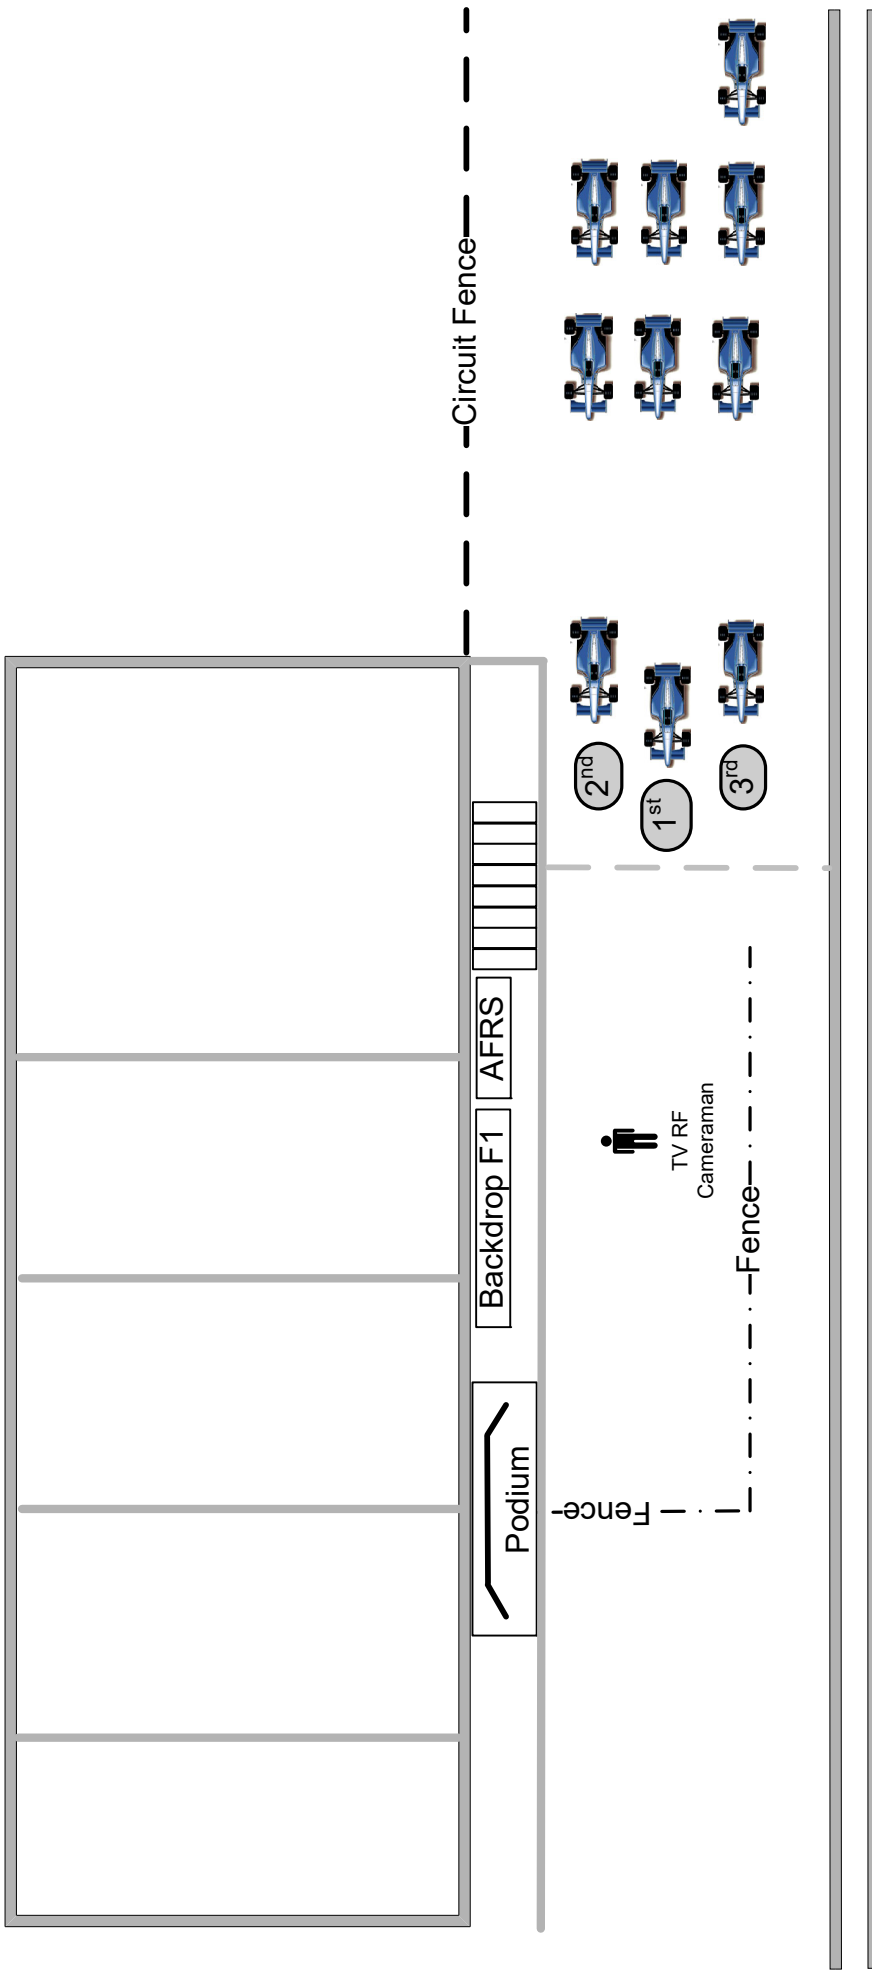 Circuit Fence
2nd
1st
3rd
AFRS
Backdrop F1
TV RF
Cameraman
Fence
Podium
Fence